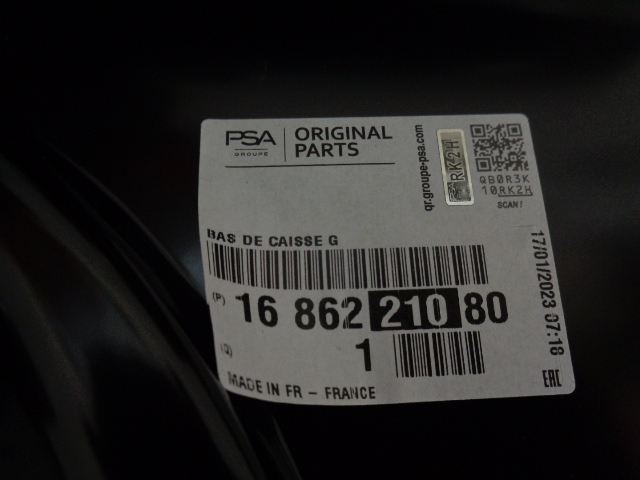 PSA
GROUPE
ORIGINAL
PARTS
qr.groupe-psa.com
RK2H
QB0R3K
10RK2H
SCAN!
BAS DE CAISSE G
(P) 16 862 210 80
(Q) 1
MADE IN FR - FRANCE
17/01/2023 07:18
EAC